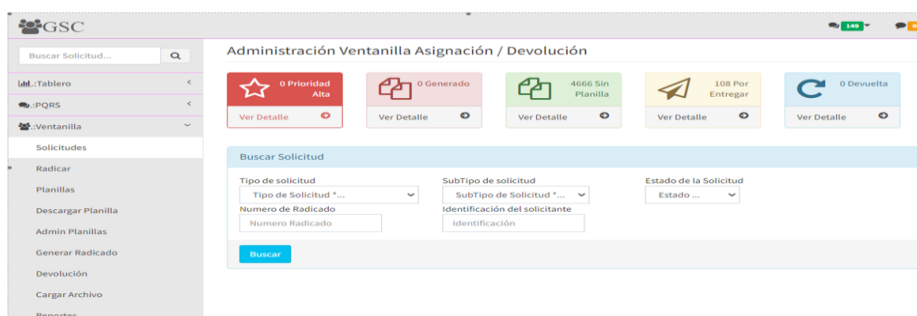 GSC
149
Buscar Solicitud...
Administración Ventanilla Asignación / Devolución
.:Tablero
.:PQRS
.:Ventanilla
Solicitudes
Radicar
Planillas
Descargar Planilla
Admin Planillas
Generar Radicado
Devolución
Cargar Archivo
Reportes
0 Prioridad
Alta
Ver Detalle
0 Generado
Ver Detalle
4666 Sin
Planilla
Ver Detalle
108 Por
Entregar
Ver Detalle
0 Devuelta
Ver Detalle
Buscar Solicitud
Tipo de solicitud
Tipo de Solicitud *...
SubTipo de solicitud
SubTipo de Solicitud *...
Estado de la Solicitud
Estado ...
Numero de Radicado
Numero Radicado
Identificación del solicitante
Identificación
Buscar